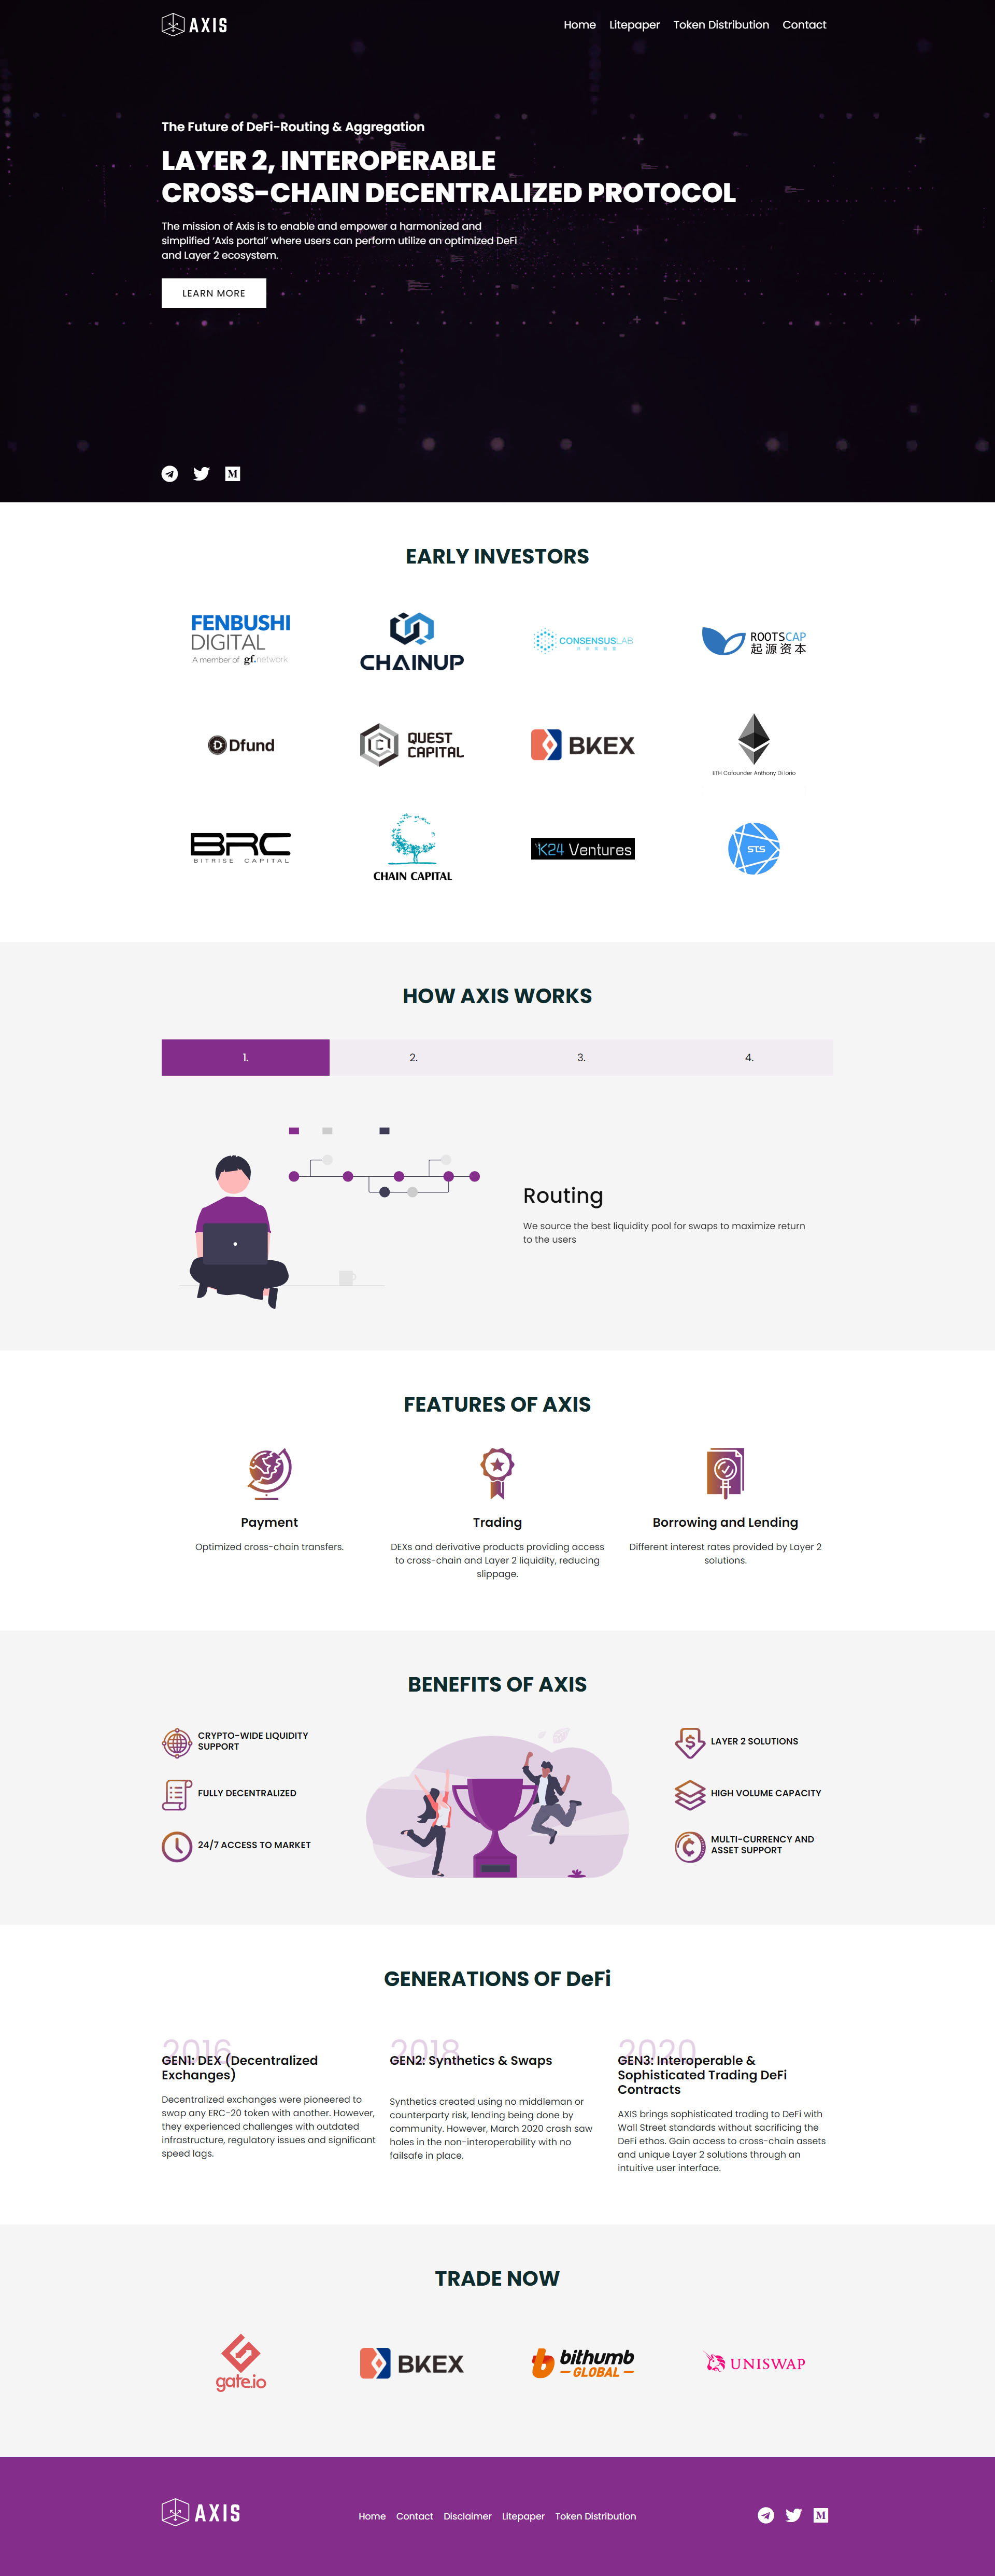 AXIS
Home Litepaper Token Distribution Contact
The Future of DeFi-Routing & Aggregation
LAYER 2, INTEROPERABLE
CROSS-CHAIN DECENTRALIZED PROTOCOL
The mission of Axis is to enable and empower a harmonized and
simplified ‘Axis portal’ where users can perform utilize an optimized DeFi
and Layer 2 ecosystem.
LEARN MORE
M
EARLY INVESTORS
FENBUSHI
DIGITAL
A member of gf.network
CHAINUP
CONSENSUSLAB
ROOTSCAP
起源资本
Dfund
QUEST
CAPITAL
BKEX
ETH Cofounder Anthony Di Iorio
BRC
BITRISE CAPITAL
CHAIN CAPITAL
K24 Ventures
STS
HOW AXIS WORKS
1. 2. 3. 4.
Routing
We source the best liquidity pool for swaps to maximize return
to the users
FEATURES OF AXIS
Payment
Optimized cross-chain transfers.
Trading
DEXs and derivative products providing access
to cross-chain and Layer 2 liquidity, reducing
slippage.
Borrowing and Lending
Different interest rates provided by Layer 2
solutions.
BENEFITS OF AXIS
CRYPTO-WIDE LIQUIDITY
SUPPORT
FULLY DECENTRALIZED
24/7 ACCESS TO MARKET
LAYER 2 SOLUTIONS
HIGH VOLUME CAPACITY
MULTI-CURRENCY AND
ASSET SUPPORT
GENERATIONS OF DeFi
2016
GEN1: DEX (Decentralized
Exchanges)
Decentralized exchanges were pioneered to
swap any ERC-20 token with another. However,
they experienced challenges with outdated
infrastructure, regulatory issues and significant
speed lags.
2018
GEN2: Synthetics & Swaps
Synthetics created using no middleman or
counterparty risk, lending being done by
community. However, March 2020 crash saw
holes in the non-interoperability with no
failsafe in place.
2020
GEN3: Interoperable &
Sophisticated Trading DeFi
Contracts
AXIS brings sophisticated trading to DeFi with
Wall Street standards without sacrificing the
DeFi ethos. Gain access to cross-chain assets
and unique Layer 2 solutions through an
intuitive user interface.
TRADE NOW
gate.io
BKEX
bithumb
GLOBAL
UNISWAP
AXIS
Home Contact Disclaimer Litepaper Token Distribution
M